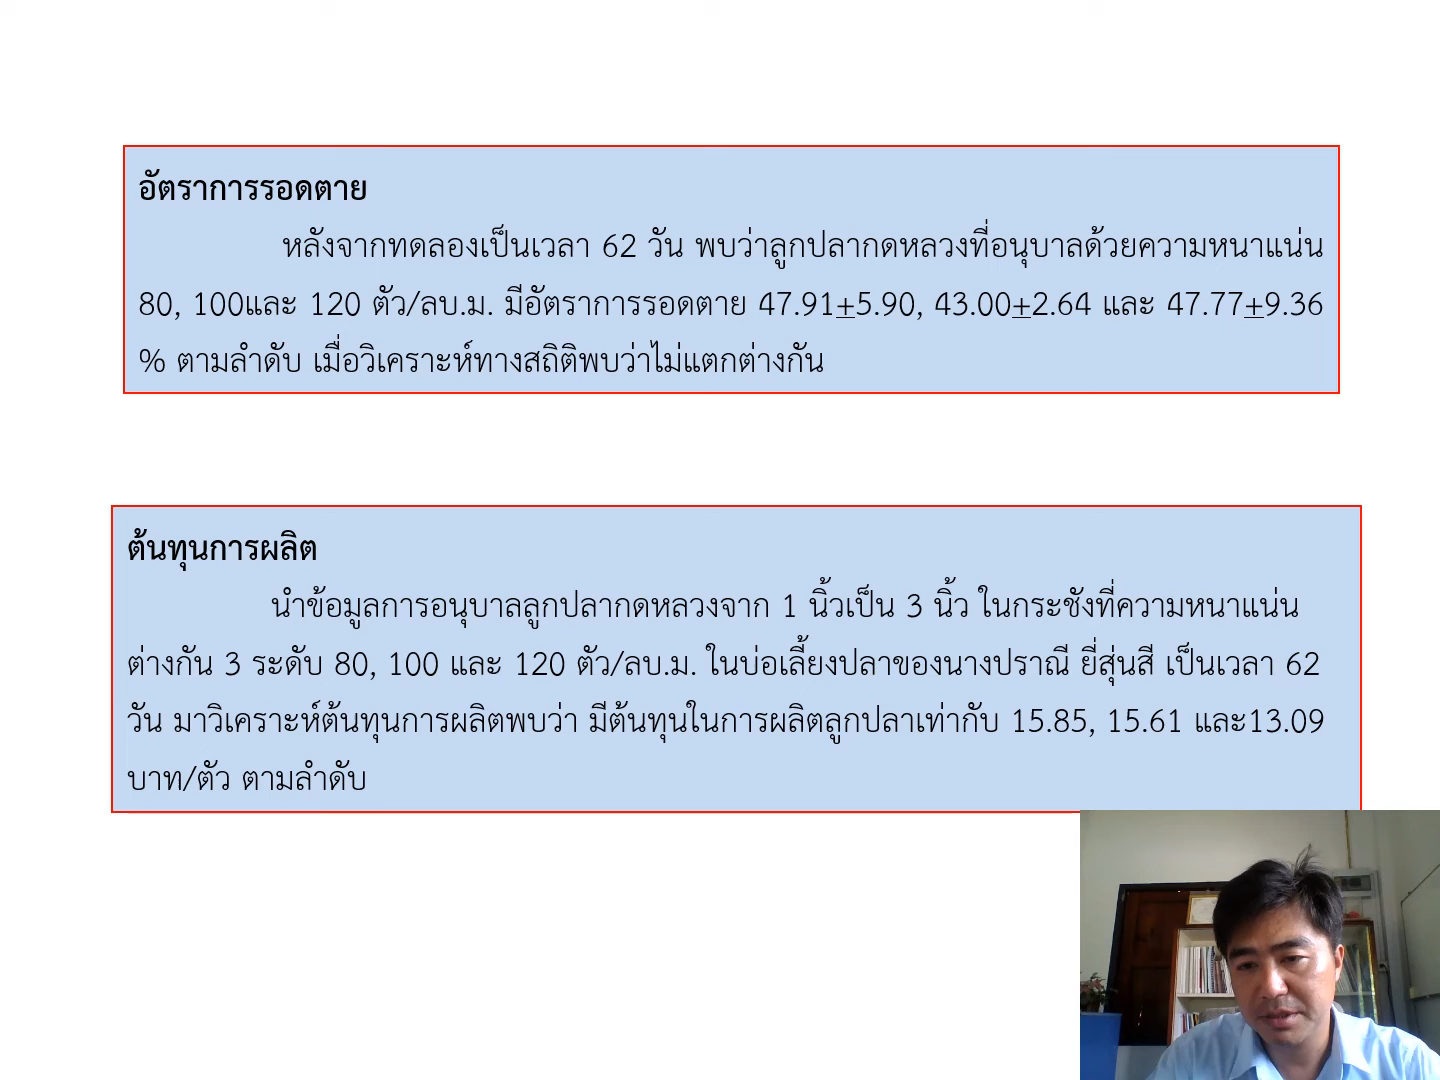 อัตราการรอดตาย
หลังจากทดลองเป็นเวลา 62 วัน พบว่าลูกปลากดหลวงที่อนุบาลด้วยความหนาแน่น
80, 100และ 120 ตัว/ลบ.ม. มีอัตราการรอดตาย 47.91±5.90, 43.00±2.64 และ 47.77±9.36
% ตามลำดับ เมื่อวิเคราะห์ทางสถิติพบว่าไม่แตกต่างกัน
ต้นทุนการผลิต
นำข้อมูลการอนุบาลลูกปลากดหลวงจาก 1 นิ้วเป็น 3 นิ้ว ในกระชังที่ความหนาแน่น
ต่างกัน 3 ระดับ 80, 100 และ 120 ตัว/ลบ.ม. ในบ่อเลี้ยงปลาของนางปราณี ยี่สุ่นสี เป็นเวลา 62
วัน มาวิเคราะห์ต้นทุนการผลิตพบว่า มีต้นทุนในการผลิตลูกปลาเท่ากับ 15.85, 15.61 และ13.09
บาท/ตัว ตามลำดับ